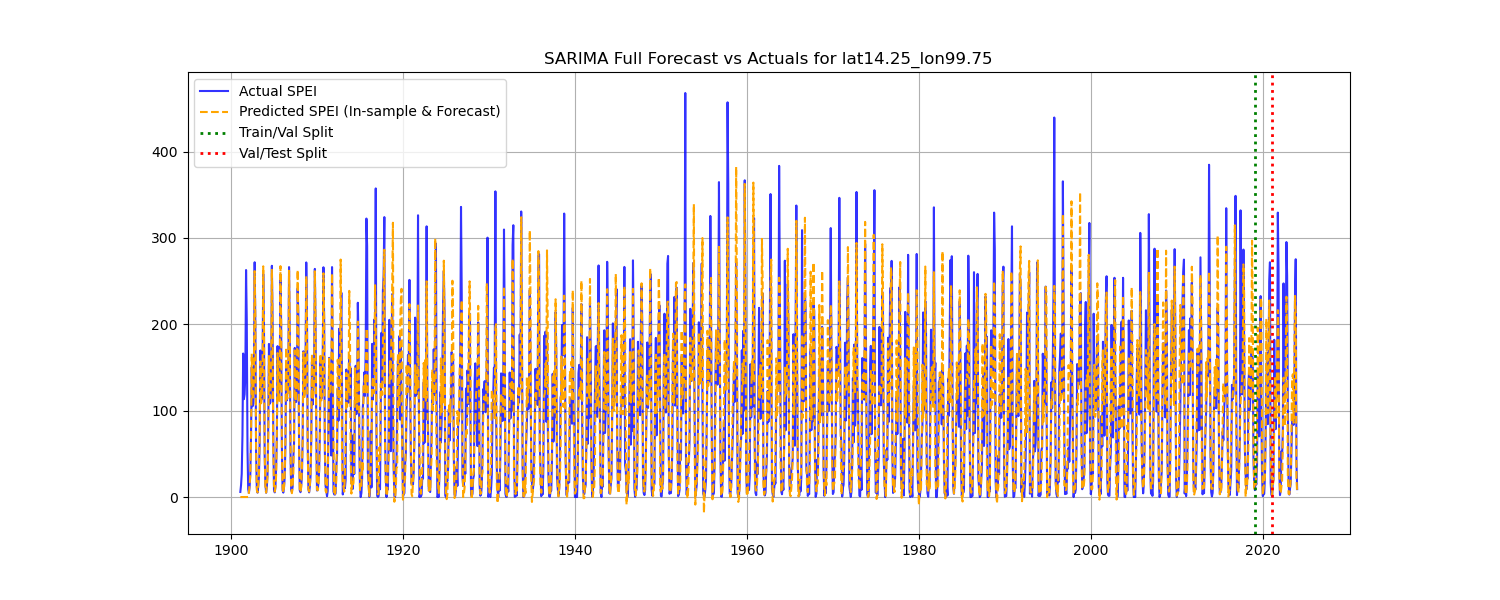 SARIMA Full Forecast vs Actuals for lat14.25_lon99.75
Actual SPEI
Predicted SPEI (In-sample & Forecast)
Train/Val Split
Val/Test Split
400
300
200
100
0
1900 1920 1940 1960 1980 2000 2020